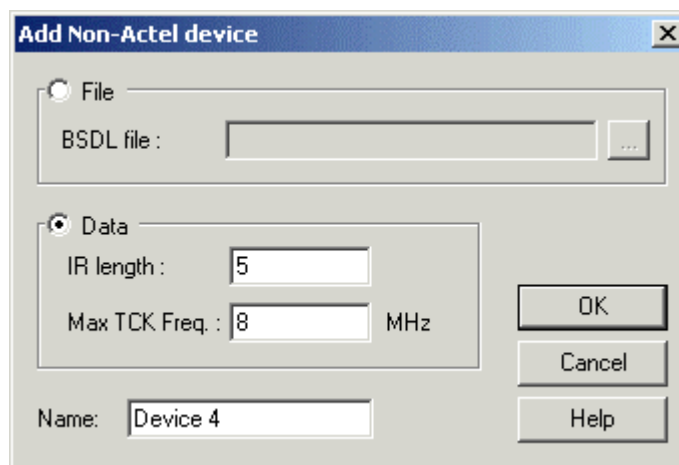 Add Non-Actel device
File
BSDL file :
...
Data
IR length : 5
Max TCK Freq. : 8 MHz
OK
Cancel
Name: Device 4
Help